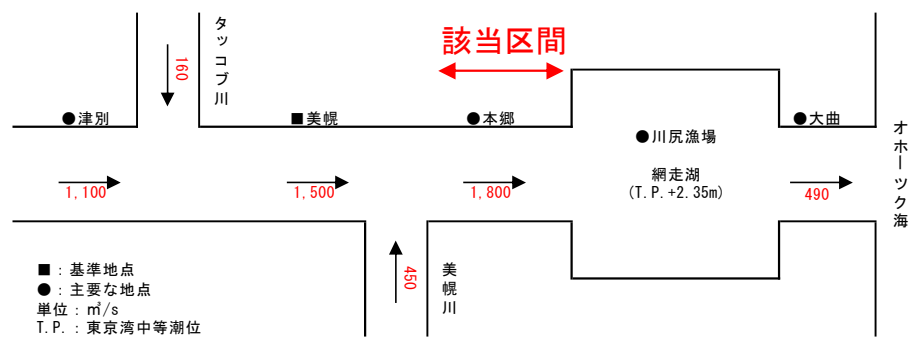 タッコブ川
160
該当区間
●津別
■美幌
●本郷
●大曲
●川尻漁場
網走湖
(T.P.+2.35m)
オホーツク海
1,100
1,500
1,800
490
450
美幌川
■：基準地点
●：主要な地点
単位：㎥/s
T.P.：東京湾中等潮位